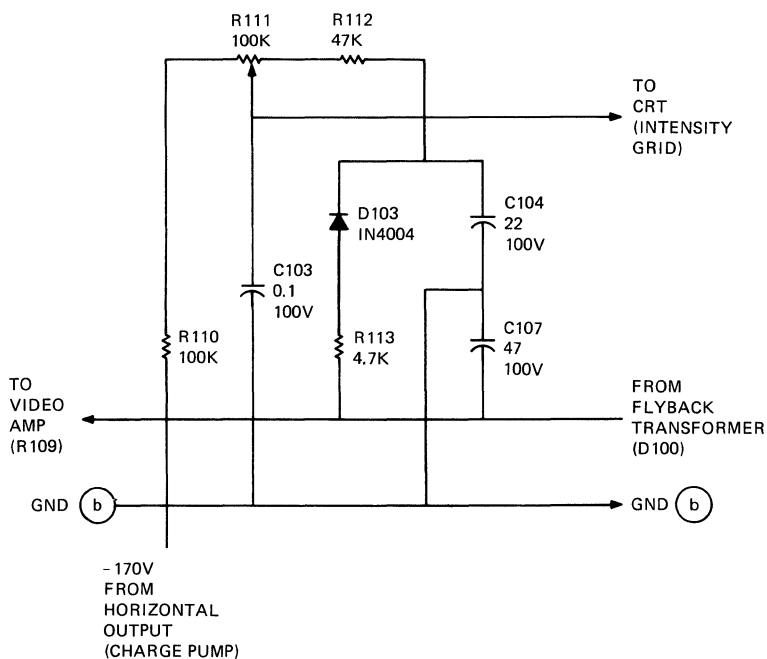 R111
100K
R112
47K
TO
CRT
(INTENSITY
GRID)
D103
IN4004
C104
22
100V
C103
0.1
100V
R110
100K
R113
4.7K
C107
47
100V
TO
VIDEO
AMP
(R109)
FROM
FLYBACK
TRANSFORMER
(D100)
GND b
GND b
-170V
FROM
HORIZONTAL
OUTPUT
(CHARGE PUMP)